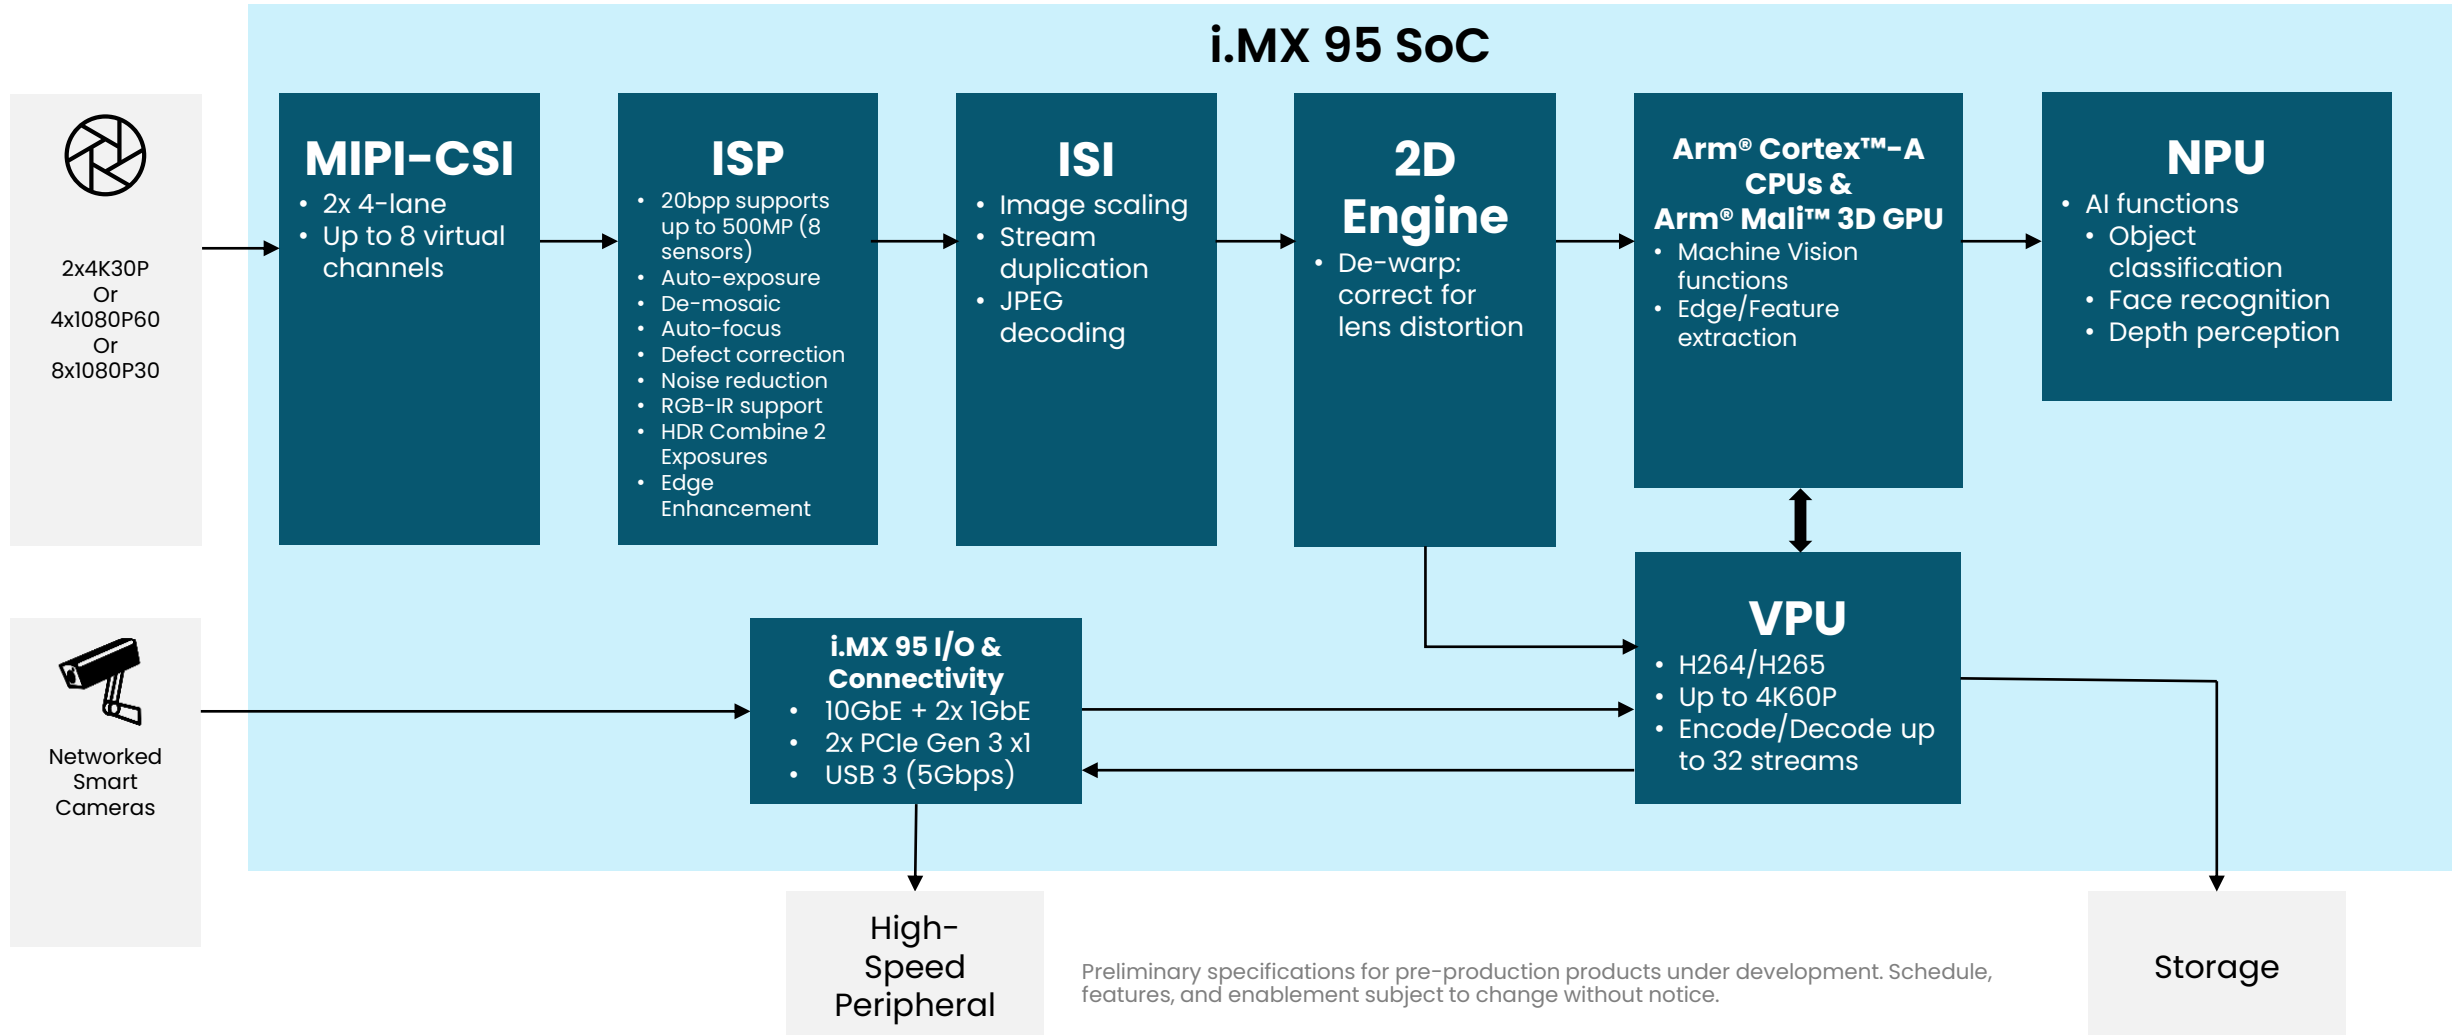 i.MX 95 SoC
2x4K30P
Or
4x1080P60
Or
8x1080P30
MIPI-CSI
• 2x 4-lane
• Up to 8 virtual
channels
ISP
• 20bpp supports
up to 500MP (8
sensors)
• Auto-exposure
• De-mosaic
• Auto-focus
• Defect correction
• Noise reduction
• RGB-IR support
• HDR Combine 2
Exposures
• Edge
Enhancement
ISI
• Image scaling
• Stream
duplication
• JPEG
decoding
2D
Engine
• De-warp:
correct for
lens distortion
Arm® Cortex™-A
CPUs &
Arm® Mali™ 3D GPU
• Machine Vision
functions
• Edge/Feature
extraction
NPU
• AI functions
• Object
classification
• Face recognition
• Depth perception
Networked
Smart
Cameras
i.MX 95 I/O &
Connectivity
• 10GbE + 2x 1GbE
• 2x PCIe Gen 3 x1
• USB 3 (5Gbps)
VPU
• H264/H265
• Up to 4K60P
• Encode/Decode up
to 32 streams
High-
Speed
Peripheral
Preliminary specifications for pre-production products under development. Schedule,
features, and enablement subject to change without notice.
Storage